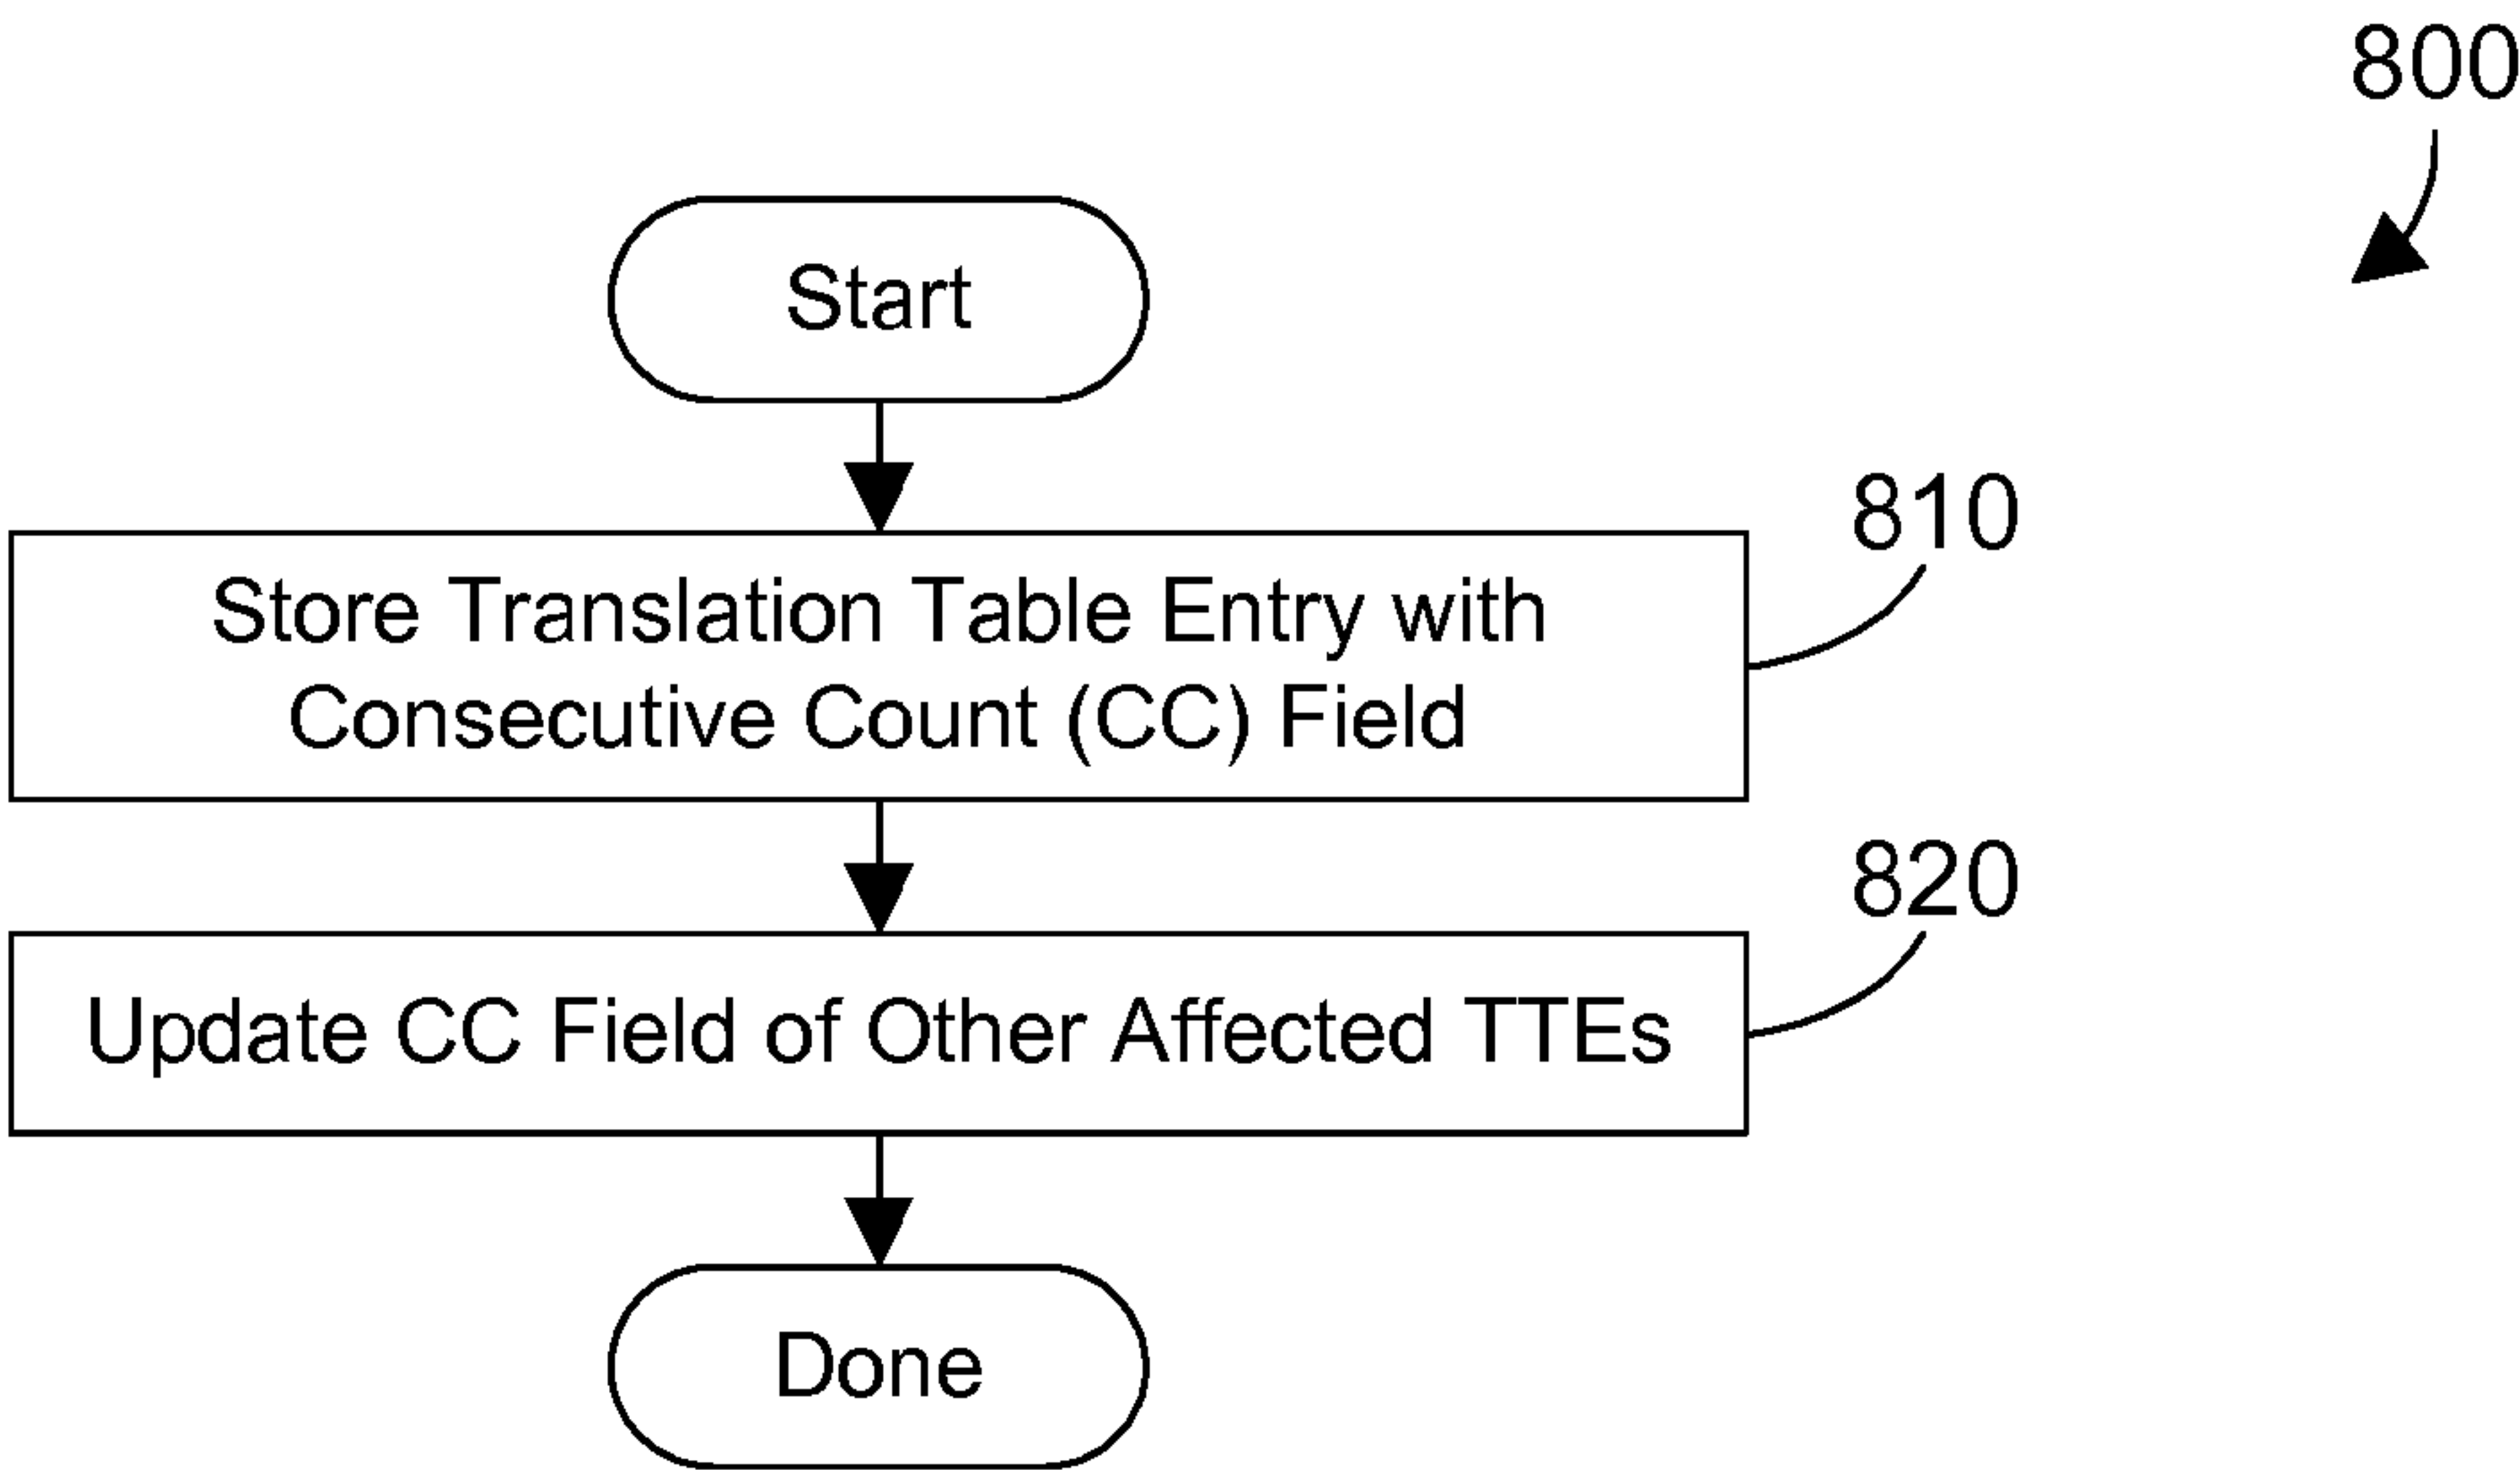 800
Start
810
Store Translation Table Entry with
Consecutive Count (CC) Field
820
Update CC Field of Other Affected TTEs
Done